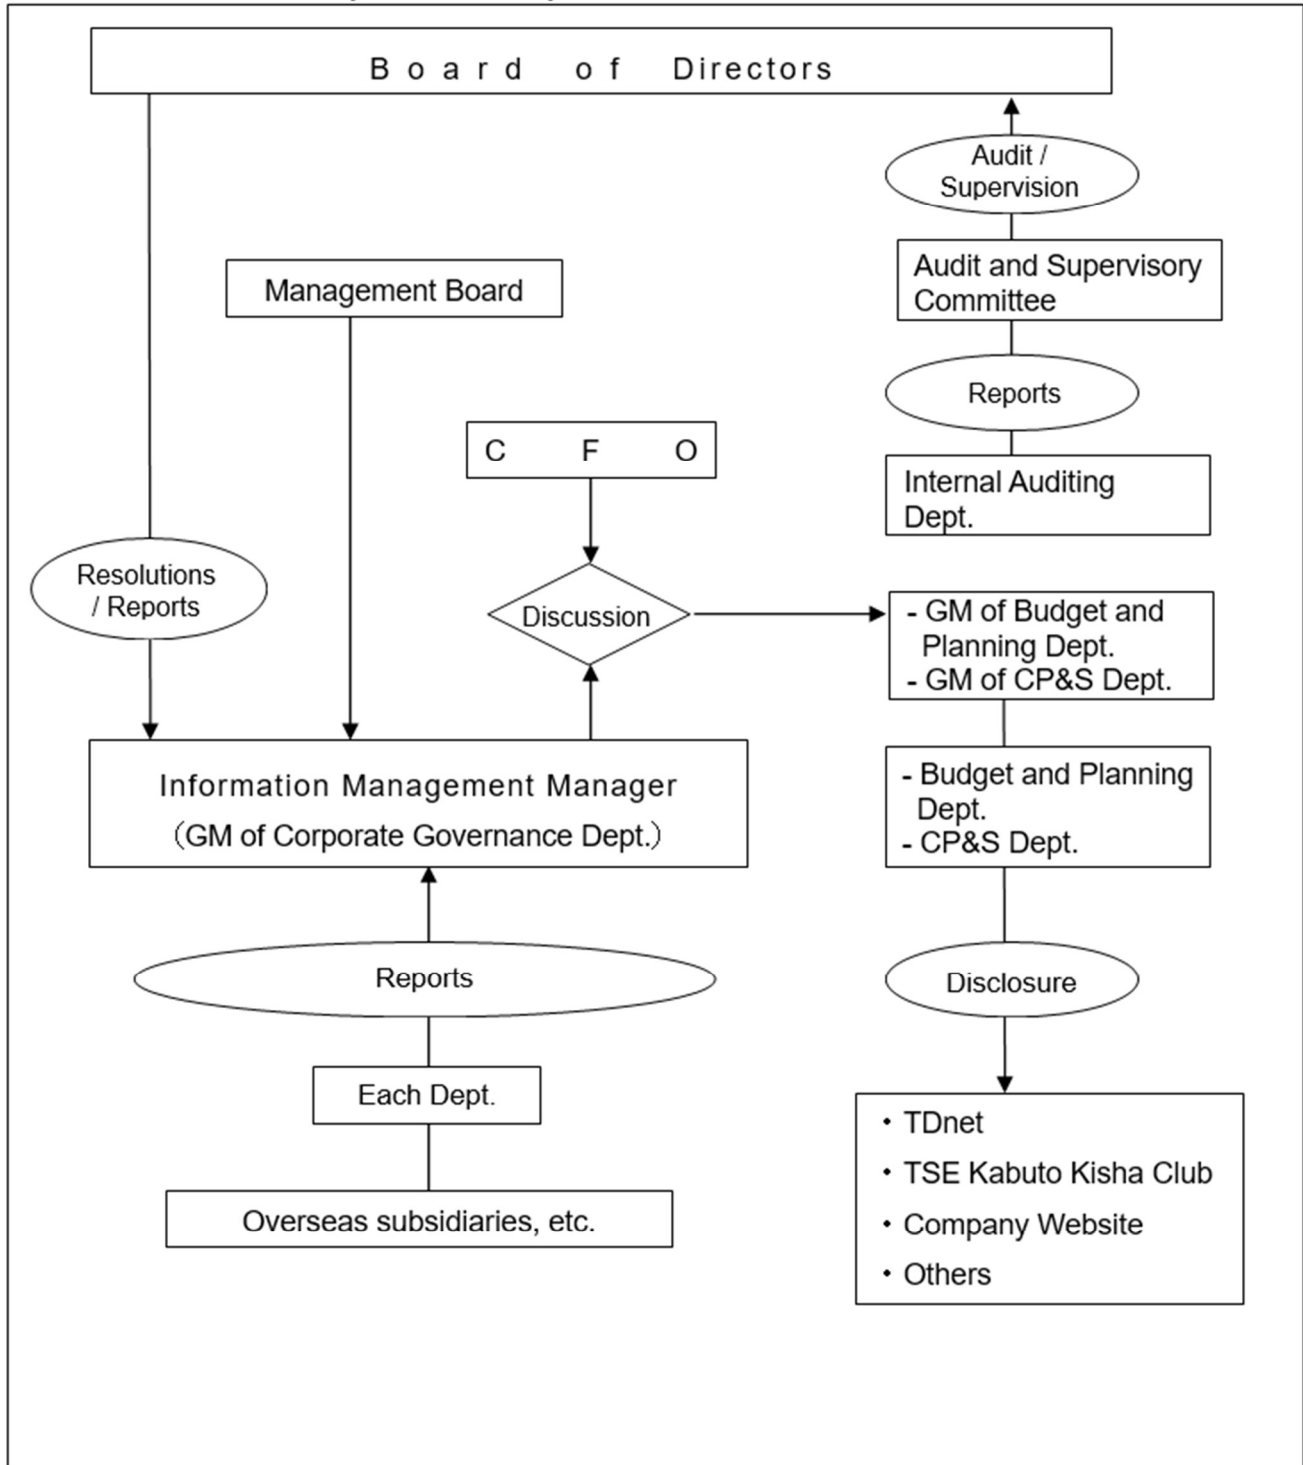 Board of Directors
Audit /
Supervision
Audit and Supervisory
Committee
Management Board
Reports
C F O
Internal Auditing
Dept.
Resolutions
/ Reports
Discussion
- GM of Budget and
Planning Dept.
- GM of CP&S Dept.
Information Management Manager
（GM of Corporate Governance Dept.）
- Budget and Planning
Dept.
- CP&S Dept.
Reports
Disclosure
Each Dept.
Overseas subsidiaries, etc.
・TDnet
・TSE Kabuto Kisha Club
・Company Website
・Others